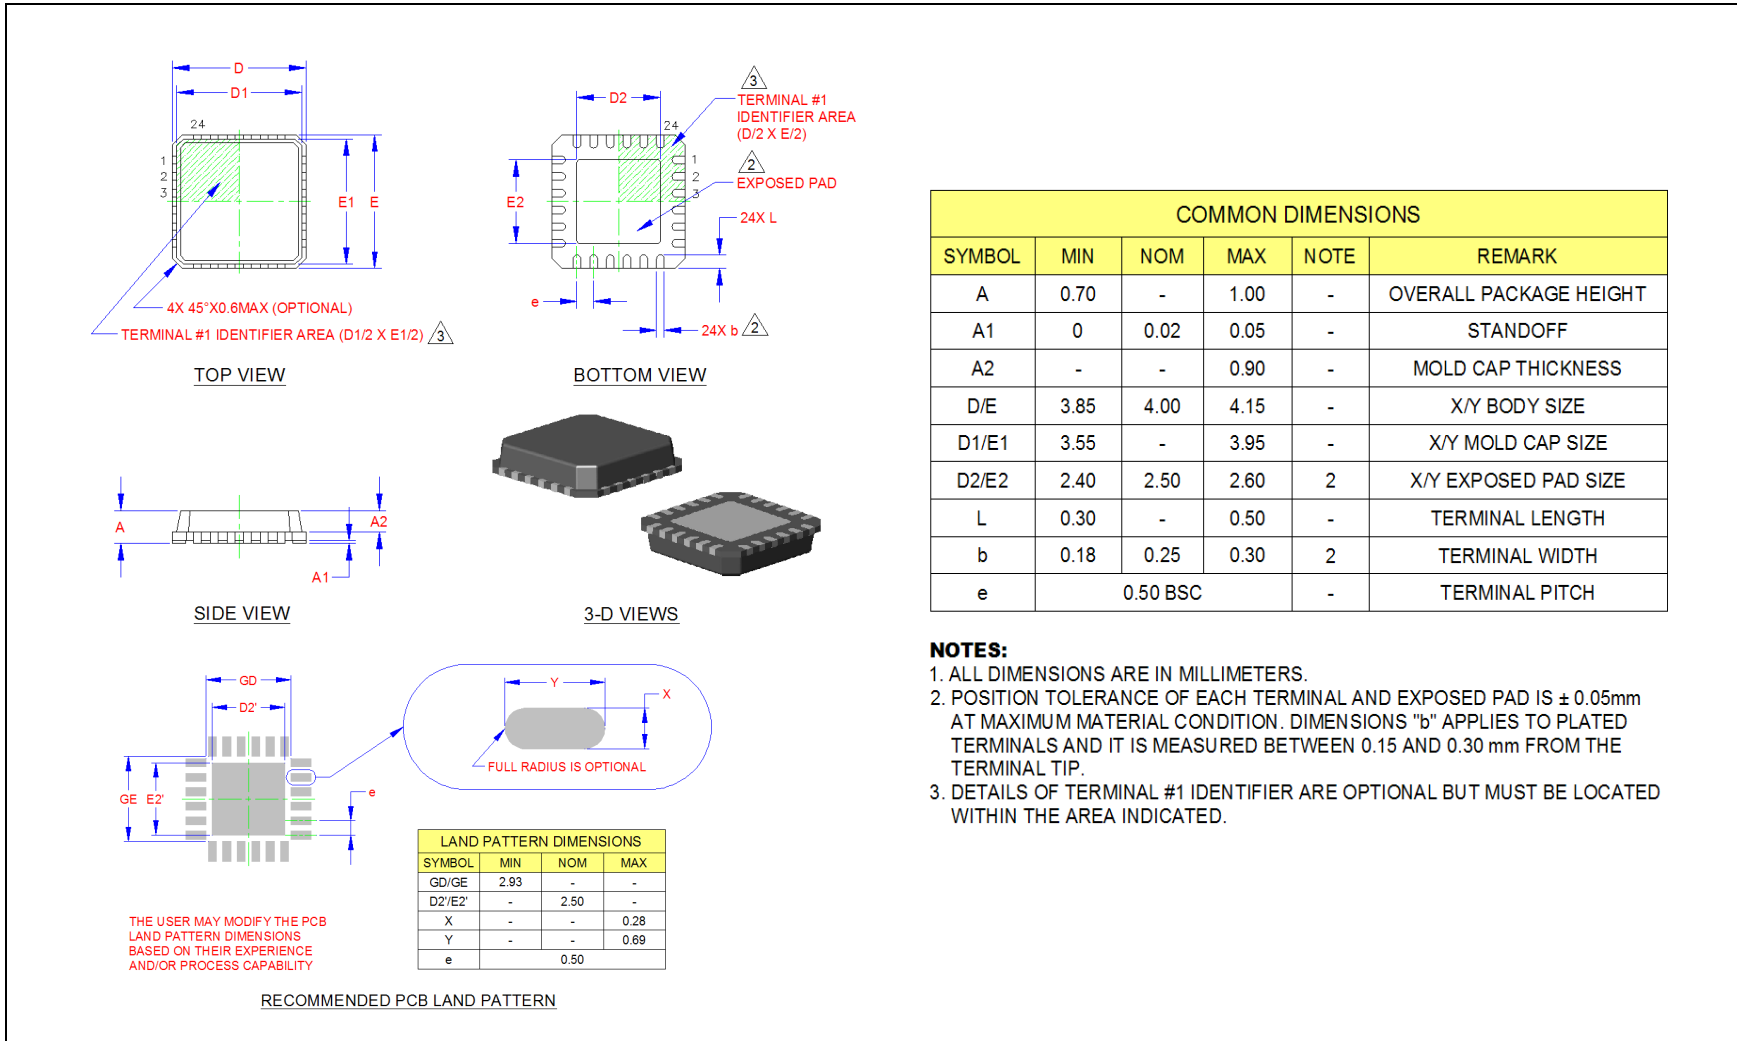 D
D1
24
1
2
3
E1
E
4X 45°X0.6MAX (OPTIONAL)
TERMINAL #1 IDENTIFIER AREA (D1/2 X E1/2) 3
TOP VIEW
D2
3
TERMINAL #1
IDENTIFIER AREA
(D/2 X E/2)
24
1
2
3
2
EXPOSED PAD
E2
24X L
e
24X b 2
BOTTOM VIEW
A
A2
A1
SIDE VIEW
3-D VIEWS
GD
D2'
GE
E2'
e
Y
X
FULL RADIUS IS OPTIONAL
LAND PATTERN DIMENSIONS
SYMBOL MIN NOM MAX
GD/GE 2.93 - -
D2'/E2' - 2.50 -
X - - 0.28
Y - - 0.69
e 0.50
THE USER MAY MODIFY THE PCB
LAND PATTERN DIMENSIONS
BASED ON THEIR EXPERIENCE
AND/OR PROCESS CAPABILITY
RECOMMENDED PCB LAND PATTERN
COMMON DIMENSIONS
SYMBOL MIN NOM MAX NOTE REMARK
A 0.70 - 1.00 - OVERALL PACKAGE HEIGHT
A1 0 0.02 0.05 - STANDOFF
A2 - - 0.90 - MOLD CAP THICKNESS
D/E 3.85 4.00 4.15 - X/Y BODY SIZE
D1/E1 3.55 - 3.95 - X/Y MOLD CAP SIZE
D2/E2 2.40 2.50 2.60 2 X/Y EXPOSED PAD SIZE
L 0.30 - 0.50 - TERMINAL LENGTH
b 0.18 0.25 0.30 2 TERMINAL WIDTH
e 0.50 BSC - TERMINAL PITCH
NOTES:
1. ALL DIMENSIONS ARE IN MILLIMETERS.
2. POSITION TOLERANCE OF EACH TERMINAL AND EXPOSED PAD IS ± 0.05mm
AT MAXIMUM MATERIAL CONDITION. DIMENSIONS "b" APPLIES TO PLATED
TERMINALS AND IT IS MEASURED BETWEEN 0.15 AND 0.30 mm FROM THE
TERMINAL TIP.
3. DETAILS OF TERMINAL #1 IDENTIFIER ARE OPTIONAL BUT MUST BE LOCATED
WITHIN THE AREA INDICATED.